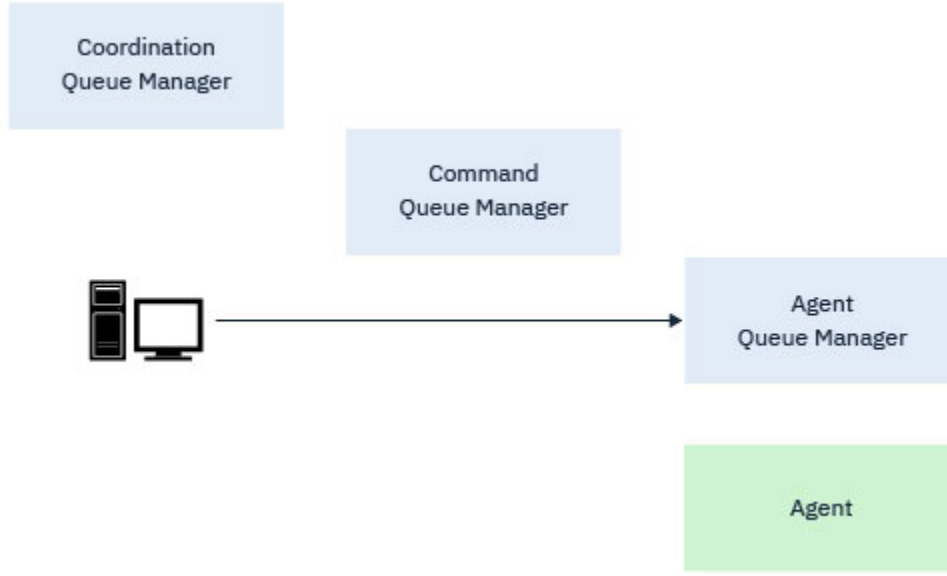 Coordination
Queue Manager
Command
Queue Manager
Agent
Queue Manager
Agent